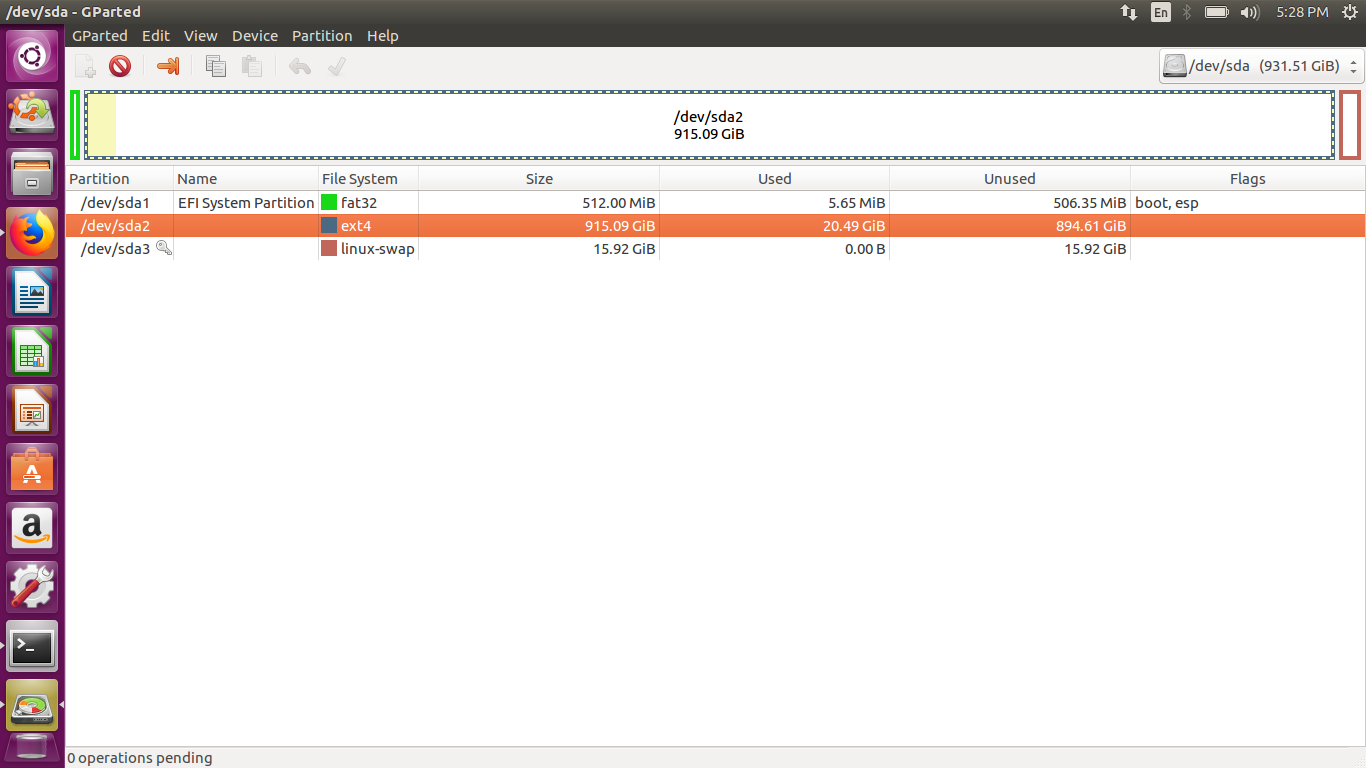 /dev/sda - GParted
En
5:28 PM
GParted Edit View Device Partition Help
/dev/sda (931.51 GiB)
/dev/sda2
915.09 GiB
Partition Name File System Size Used Unused Flags
/dev/sda1 EFI System Partition fat32 512.00 MiB 5.65 MiB 506.35 MiB boot, esp
/dev/sda2 ext4 915.09 GiB 20.49 GiB 894.61 GiB
/dev/sda3 linux-swap 15.92 GiB 0.00 B 15.92 GiB
0 operations pending